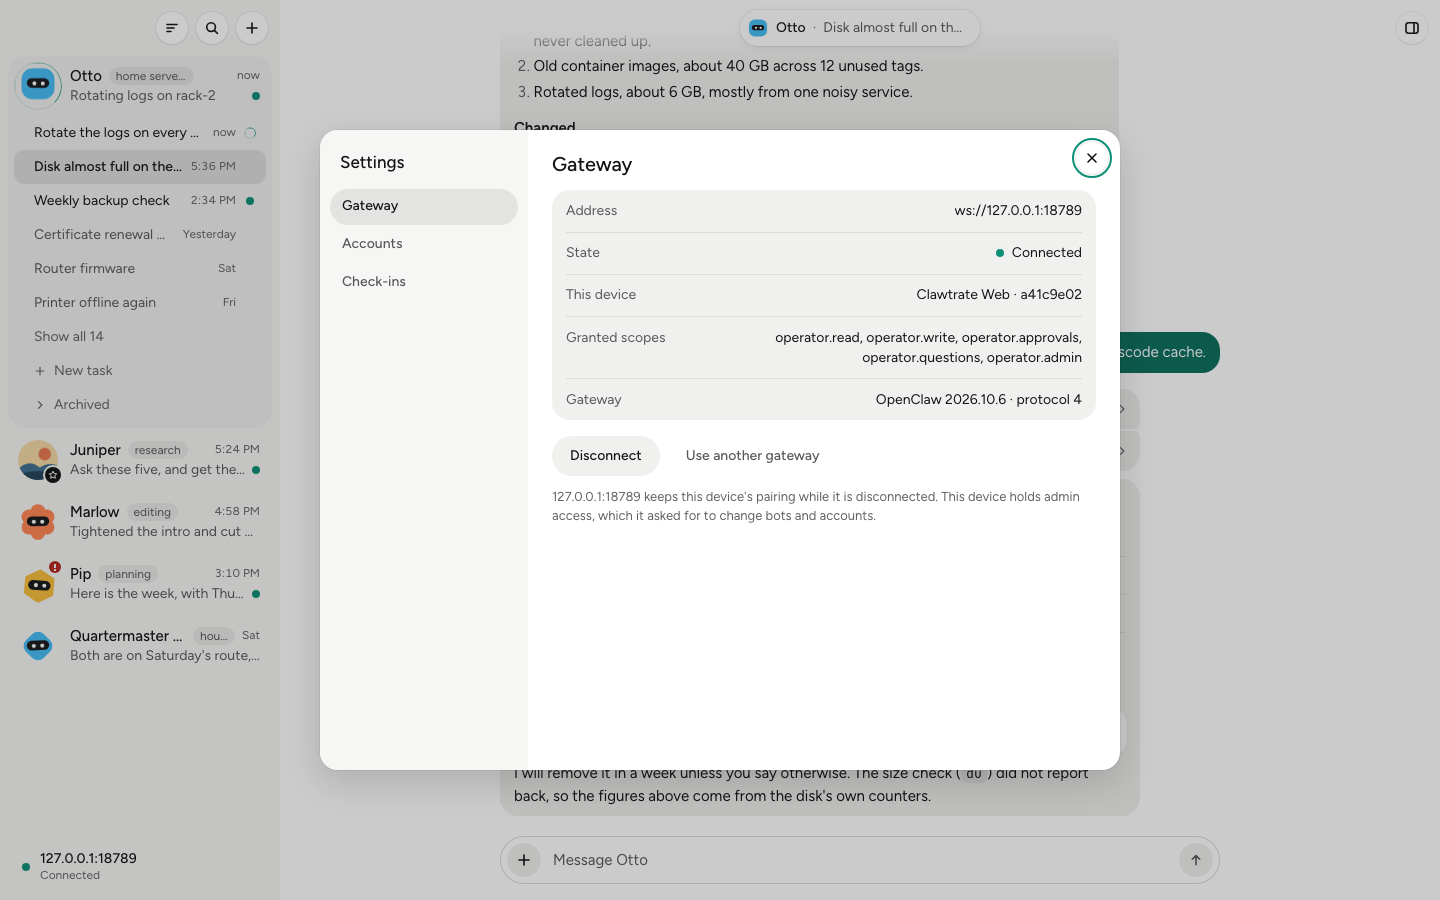 Otto · Disk almost full on th...
Otto home serve... now
Rotating logs on rack-2
Rotate the logs on every ... now
Disk almost full on the... 5:36 PM
Weekly backup check 2:34 PM
Certificate renewal ... Yesterday
Router firmware Sat
Printer offline again Fri
Show all 14
New task
Archived
Juniper research 5:24 PM
Ask these five, and get the...
Marlow editing 4:58 PM
Tightened the intro and cut ...
Pip planning 3:10 PM
Here is the week, with Thu...
Quartermaster ... hou... Sat
Both are on Saturday's route,...
127.0.0.1:18789
Connected
never cleaned up.
2. Old container images, about 40 GB across 12 unused tags.
3. Rotated logs, about 6 GB, mostly from one noisy service.
Changed
scode cache.
Settings
Gateway
Accounts
Check-ins
Gateway
Address ws://127.0.0.1:18789
State Connected
This device Clawtrate Web · a41c9e02
Granted scopes operator.read, operator.write, operator.approvals,
operator.questions, operator.admin
Gateway OpenClaw 2026.10.6 · protocol 4
Disconnect Use another gateway
127.0.0.1:18789 keeps this device's pairing while it is disconnected. This device holds admin
access, which it asked for to change bots and accounts.
I will remove it in a week unless you say otherwise. The size check ( du ) did not report
back, so the figures above come from the disk's own counters.
Message Otto